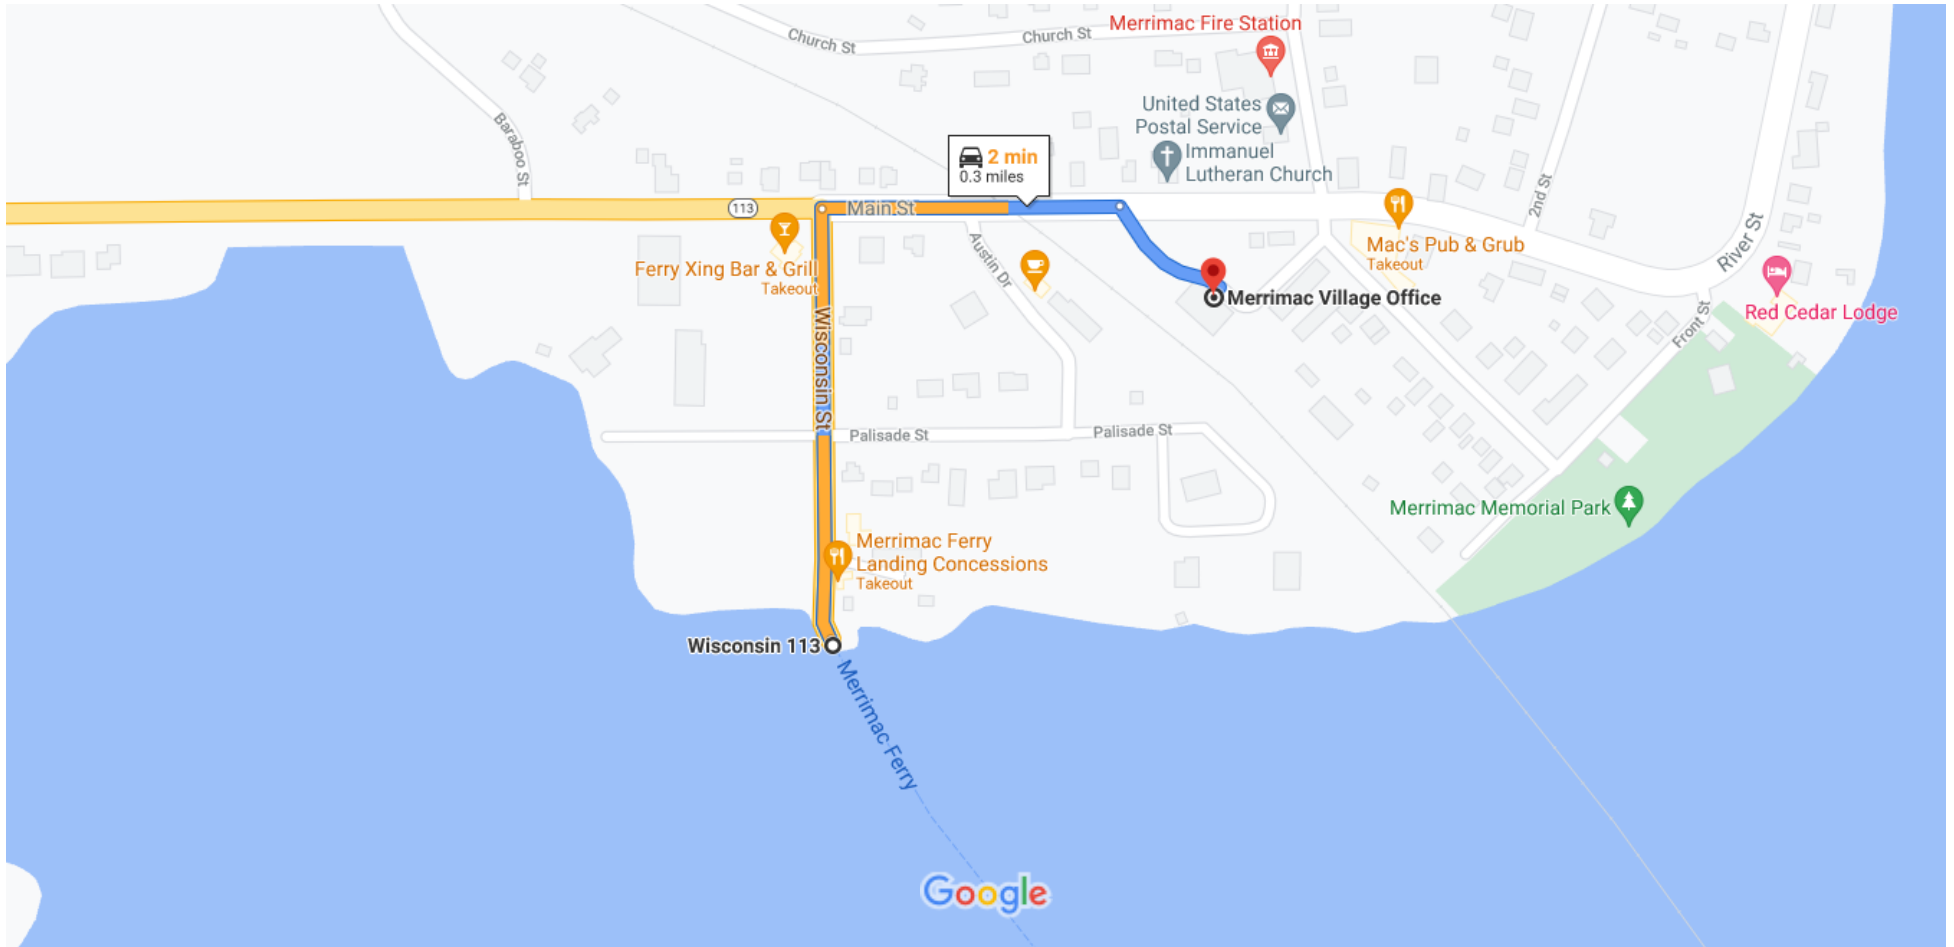 Merrimac Fire Station
Church St
Church St
United States
Postal Service
Baraboo St
Immanuel
Lutheran Church
2 min
0.3 miles
2nd St
113
Main St
River St
Mac's Pub & Grub
Takeout
Austin Dr
Ferry Xing Bar & Grill
Takeout
Merrimac Village Office
Red Cedar Lodge
Front St
Wisconsin St
Palisade St
Palisade St
Merrimac Memorial Park
Merrimac Ferry
Landing Concessions
Takeout
Wisconsin 113
Merrimac Ferry
Google